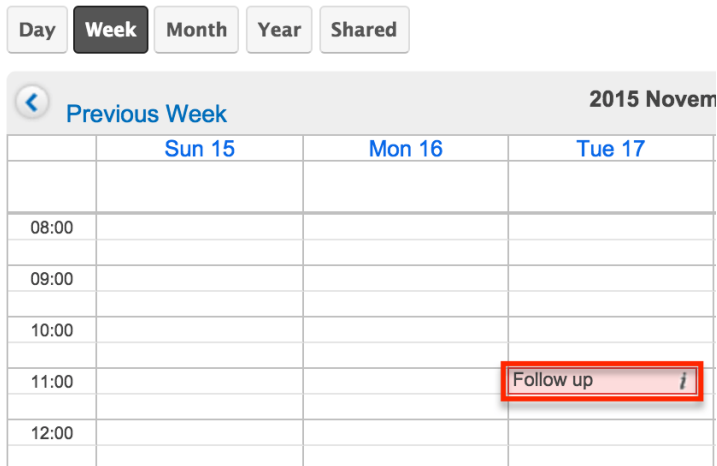 Day Week Month Year Shared
2015 Novem
Previous Week
Sun 15 Mon 16 Tue 17
08:00
09:00
10:00
11:00 Follow up i
12:00